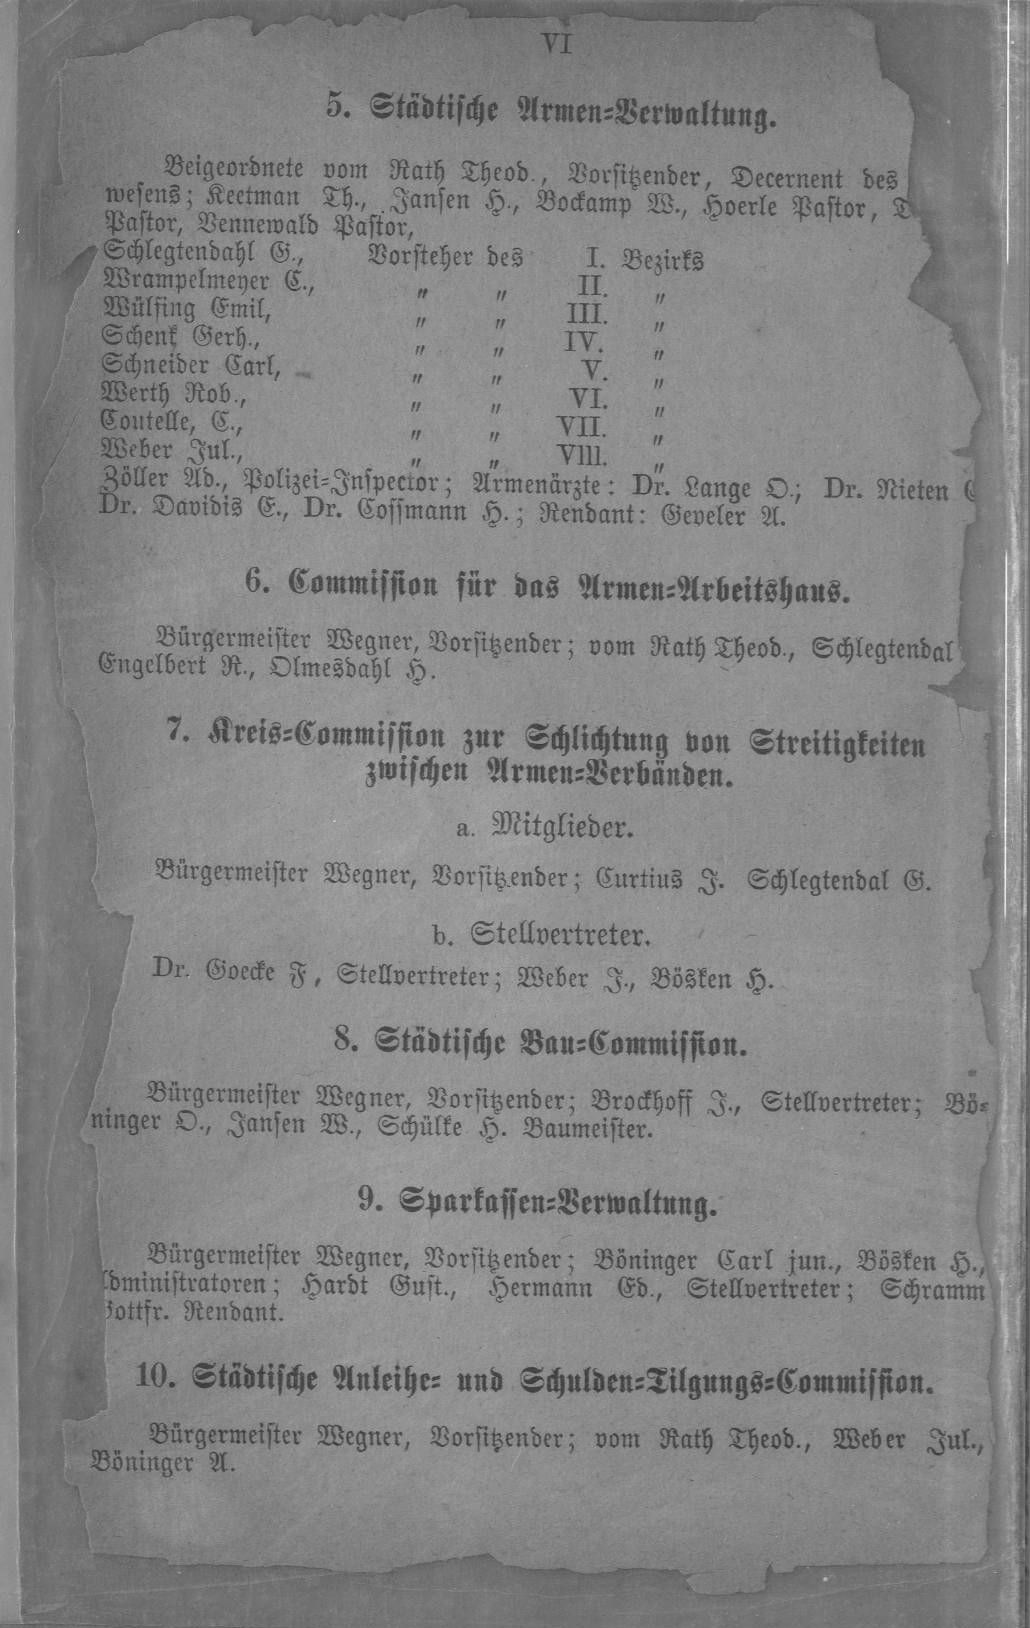 VI
5. Städtische Armen-Verwaltung.
Beigeordnete vom Rath Theod., Vorsitzender, Decernent des
wesens; Keetman Th., Jansen H., Bockamp W., Hoerle Pastor,
Pastor, Vennewald Pastor,
Schlegtendahl G., Vorsteher des I. Bezirks
Wrampelmeyer C., " " II. "
Wülfing Emil, " " III. "
Schenk Gerh., " " IV. "
Schneider Carl, " " V. "
Werth Rob., " " VI. "
Coutelle, C., " " VII. "
Weber Jul., " " VIII. "
Zöller Ad., Polizei-Inspector; Armenärzte: Dr. Lange O.; Dr. Nieten
Dr. Davidis E., Dr. Cossmann H.; Rendant: Geveler A.
6. Commission für das Armen-Arbeitshaus.
Bürgermeister Wegner, Vorsitzender; vom Rath Theod., Schlegtendal
Engelbert R., Olmesdahl H.
7. Kreis-Commission zur Schlichtung von Streitigkeiten
zwischen Armen-Verbänden.
a. Mitglieder.
Bürgermeister Wegner, Vorsitzender; Curtius J. Schlegtendal G.
b. Stellvertreter.
Dr. Goecke F, Stellvertreter; Weber J., Bösken H.
8. Städtische Bau-Commission.
Bürgermeister Wegner, Vorsitzender; Brockhoff J., Stellvertreter; Bö-
ninger O., Jansen W., Schülke H. Baumeister.
9. Sparkassen-Verwaltung.
Bürgermeister Wegner, Vorsitzender; Böninger Carl jun., Bösken H.,
dministratoren; Hardt Gust., Hermann Ed., Stellvertreter; Schramm
ottfr. Rendant.
10. Städtische Anleihe- und Schulden-Tilgungs-Commission.
Bürgermeister Wegner, Vorsitzender; vom Rath Theod., Weber Jul.,
Böninger A.